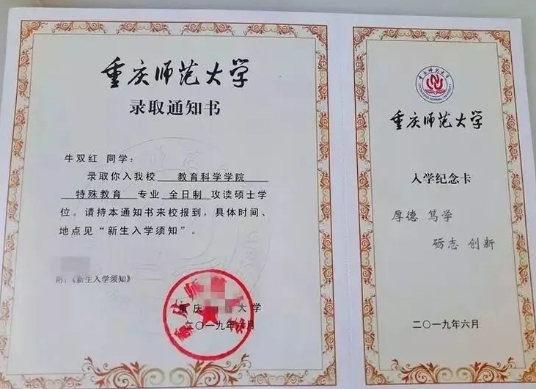 重庆师范大学
录取通知书
牛双红 同学:
录取你入我校 教育科学学院
特殊教育 专业 全日制 攻读硕士学
位。请持本通知书来校报到，具体时间、
地点见“新生入学须知”。
附:《新生入学须知》
重庆 大学
二〇一九年六月
重庆师范大学
入学纪念卡
厚德 笃学
砺志 创新
二〇一九年六月